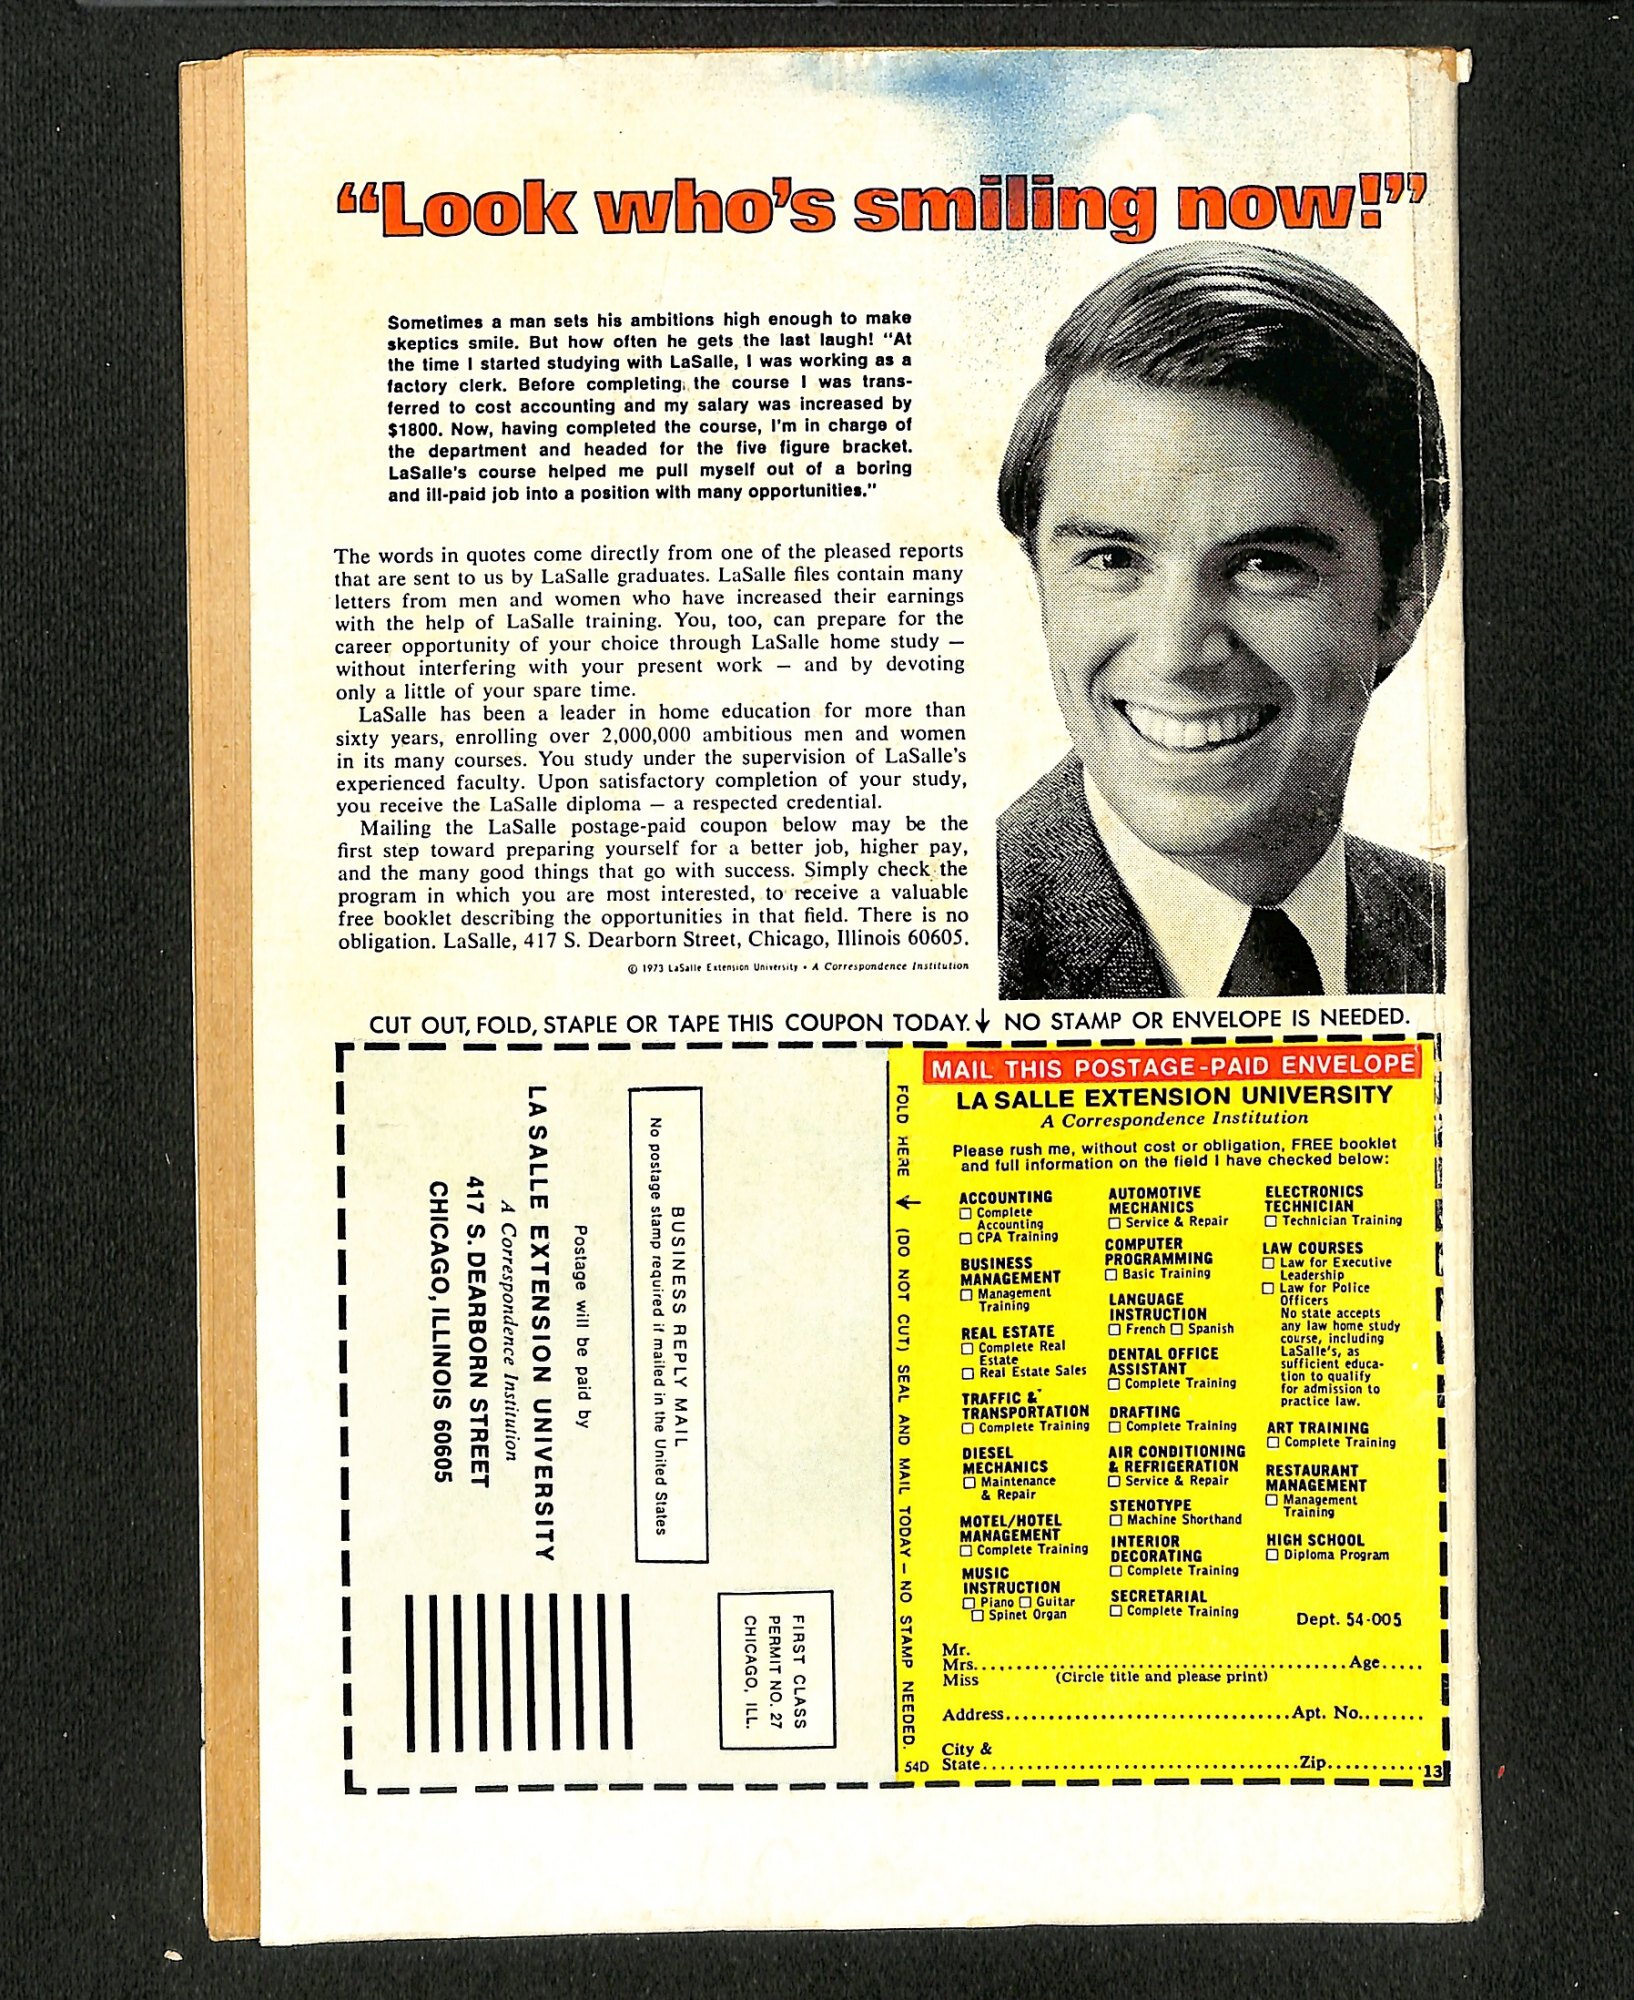 “Look who's smiling now!”
Sometimes a man sets his ambitions high enough to make
skeptics smile. But how often he gets the last laugh! “At
the time I started studying with LaSalle, I was working as a
factory clerk. Before completing the course I was trans-
ferred to cost accounting and my salary was increased by
$1800. Now, having completed the course, I'm in charge of
the department and headed for the five figure bracket.
LaSalle's course helped me pull myself out of a boring
and ill-paid job into a position with many opportunities.”
The words in quotes come directly from one of the pleased reports
that are sent to us by LaSalle graduates. LaSalle files contain many
letters from men and women who have increased their earnings
with the help of LaSalle training. You, too, can prepare for the
career opportunity of your choice through LaSalle home study —
without interfering with your present work — and by devoting
only a little of your spare time.
LaSalle has been a leader in home education for more than
sixty years, enrolling over 2,000,000 ambitious men and women
in its many courses. You study under the supervision of LaSalle's
experienced faculty. Upon satisfactory completion of your study,
you receive the LaSalle diploma — a respected credential.
Mailing the LaSalle postage-paid coupon below may be the
first step toward preparing yourself for a better job, higher pay,
and the many good things that go with success. Simply check the
program in which you are most interested, to receive a valuable
free booklet describing the opportunities in that field. There is no
obligation. LaSalle, 417 S. Dearborn Street, Chicago, Illinois 60605.
© 1973 LaSalle Extension University • A Correspondence Institution
CUT OUT, FOLD, STAPLE OR TAPE THIS COUPON TODAY.↓ NO STAMP OR ENVELOPE IS NEEDED.
FIRST CLASS
PERMIT NO. 27
CHICAGO, ILL.
BUSINESS REPLY MAIL
No postage stamp required if mailed in the United States
Postage will be paid by
LA SALLE EXTENSION UNIVERSITY
A Correspondence Institution
417 S. DEARBORN STREET
CHICAGO, ILLINOIS 60605
FOLD HERE ↓ (DO NOT CUT) SEAL AND MAIL TODAY — NO STAMP NEEDED.
MAIL THIS POSTAGE-PAID ENVELOPE
LA SALLE EXTENSION UNIVERSITY
A Correspondence Institution
Please rush me, without cost or obligation, FREE booklet
and full information on the field I have checked below:
ACCOUNTING
☐ Complete
Accounting
☐ CPA Training
BUSINESS
MANAGEMENT
☐ Management
Training
REAL ESTATE
☐ Complete Real
Estate
☐ Real Estate Sales
TRAFFIC &
TRANSPORTATION
☐ Complete Training
DIESEL
MECHANICS
☐ Maintenance
& Repair
MOTEL/HOTEL
MANAGEMENT
☐ Complete Training
MUSIC
INSTRUCTION
☐ Piano ☐ Guitar
☐ Spinet Organ
AUTOMOTIVE
MECHANICS
☐ Service & Repair
COMPUTER
PROGRAMMING
☐ Basic Training
LANGUAGE
INSTRUCTION
☐ French ☐ Spanish
DENTAL OFFICE
ASSISTANT
☐ Complete Training
DRAFTING
☐ Complete Training
AIR CONDITIONING
& REFRIGERATION
☐ Service & Repair
STENOTYPE
☐ Machine Shorthand
INTERIOR
DECORATING
☐ Complete Training
SECRETARIAL
☐ Complete Training
ELECTRONICS
TECHNICIAN
☐ Technician Training
LAW COURSES
☐ Law for Executive
Leadership
☐ Law for Police
Officers
No state accepts
any law home study
course, including
LaSalle's, as
sufficient educa-
tion to qualify
for admission to
practice law.
ART TRAINING
☐ Complete Training
RESTAURANT
MANAGEMENT
☐ Management
Training
HIGH SCHOOL
☐ Diploma Program
Dept. 54-005
Mr.
Mrs. Age
Miss (Circle title and please print)
Address Apt. No.
City &
State Zip
54D
13